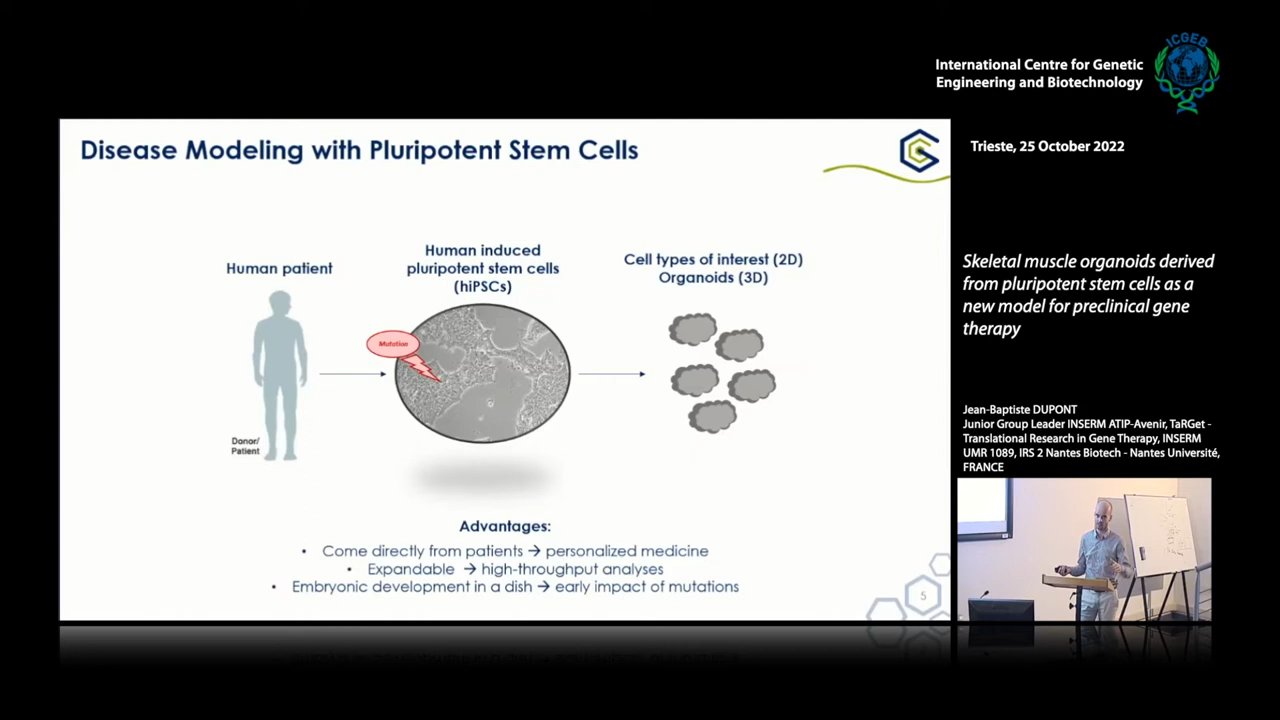 International Centre for Genetic
Engineering and Biotechnology
ICGEB
Trieste, 25 October 2022
Disease Modeling with Pluripotent Stem Cells
Human patient
Human induced
pluripotent stem cells
(hiPSCs)
Cell types of interest (2D)
Organoids (3D)
Mutation
Donor/
Patient
Advantages:
• Come directly from patients → personalized medicine
• Expandable → high-throughput analyses
• Embryonic development in a dish → early impact of mutations
5
Skeletal muscle organoids derived
from pluripotent stem cells as a
new model for preclinical gene
therapy
Jean-Baptiste DUPONT
Junior Group Leader INSERM ATIP-Avenir, TaRGet -
Translational Research in Gene Therapy, INSERM
UMR 1089, IRS 2 Nantes Biotech - Nantes Université,
FRANCE